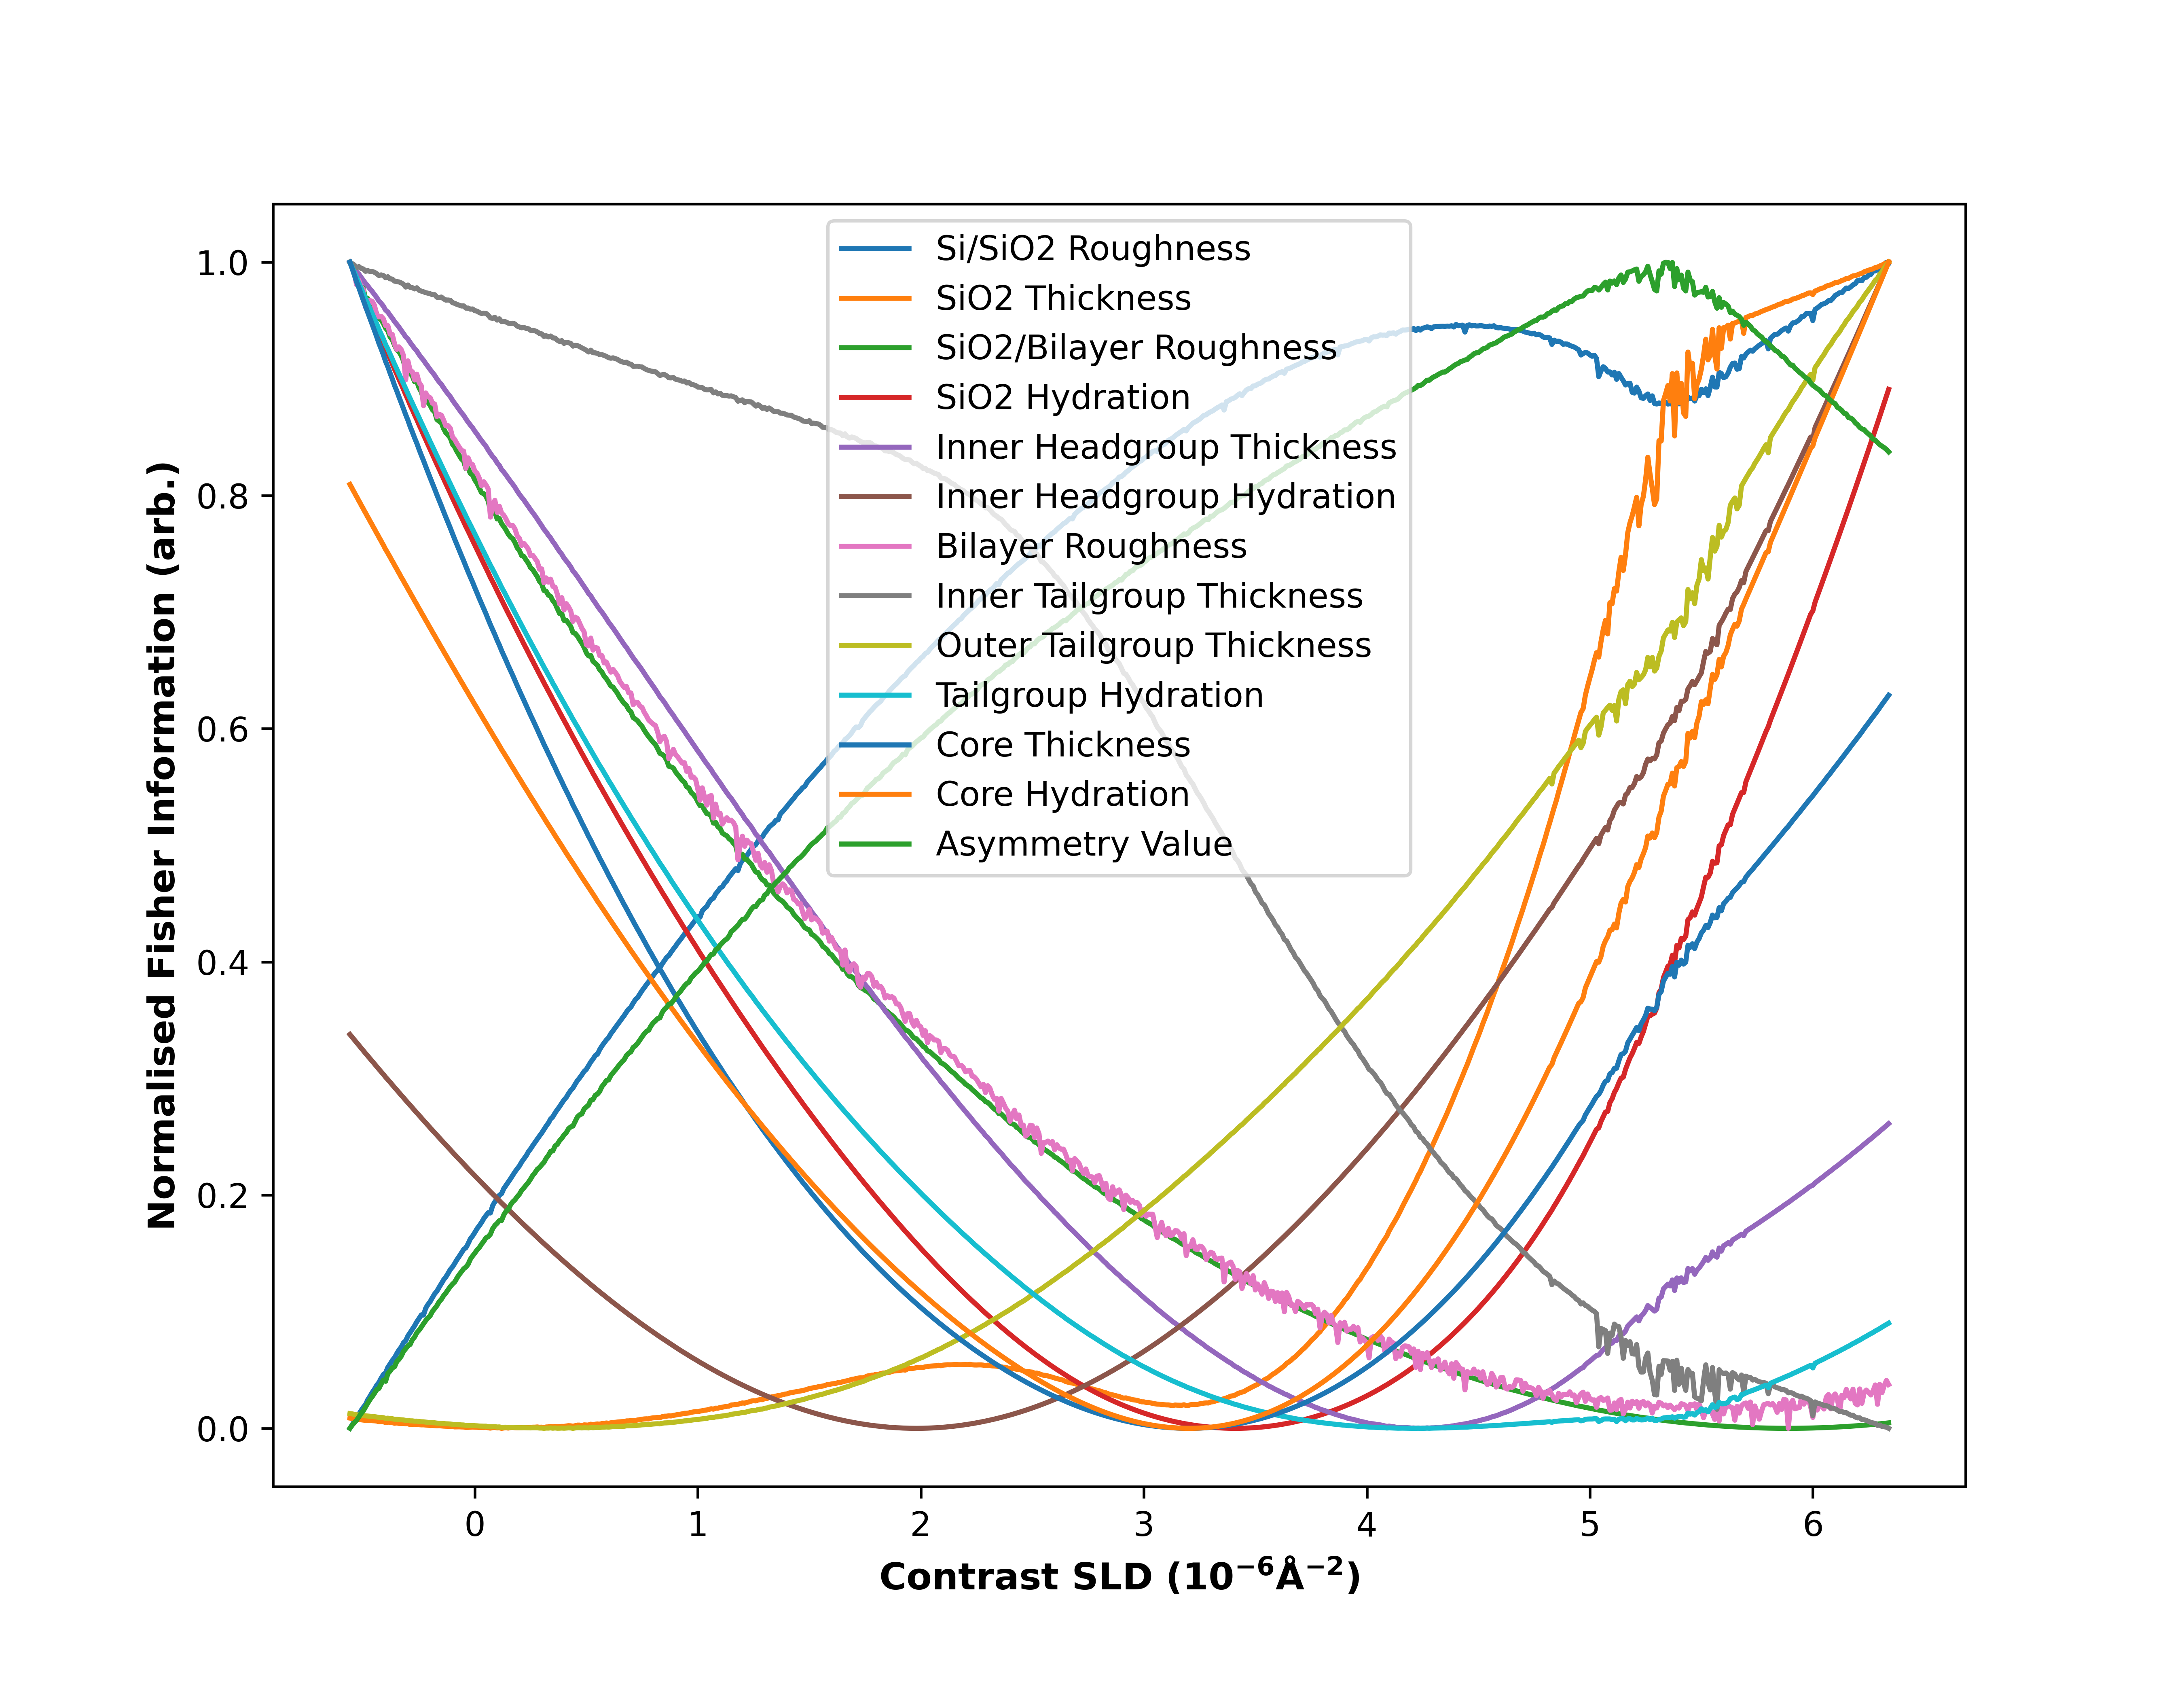 Si/SiO2 Roughness
SiO2 Thickness
SiO2/Bilayer Roughness
SiO2 Hydration
Inner Headgroup Thickness
Inner Headgroup Hydration
Bilayer Roughness
Inner Tailgroup Thickness
Outer Tailgroup Thickness
Tailgroup Hydration
Core Thickness
Core Hydration
Asymmetry Value
Normalised Fisher Information (arb.)
1.0
0.8
0.6
0.4
0.2
0.0
0 1 2 3 4 5 6
Contrast SLD (10⁻⁶Å⁻²)